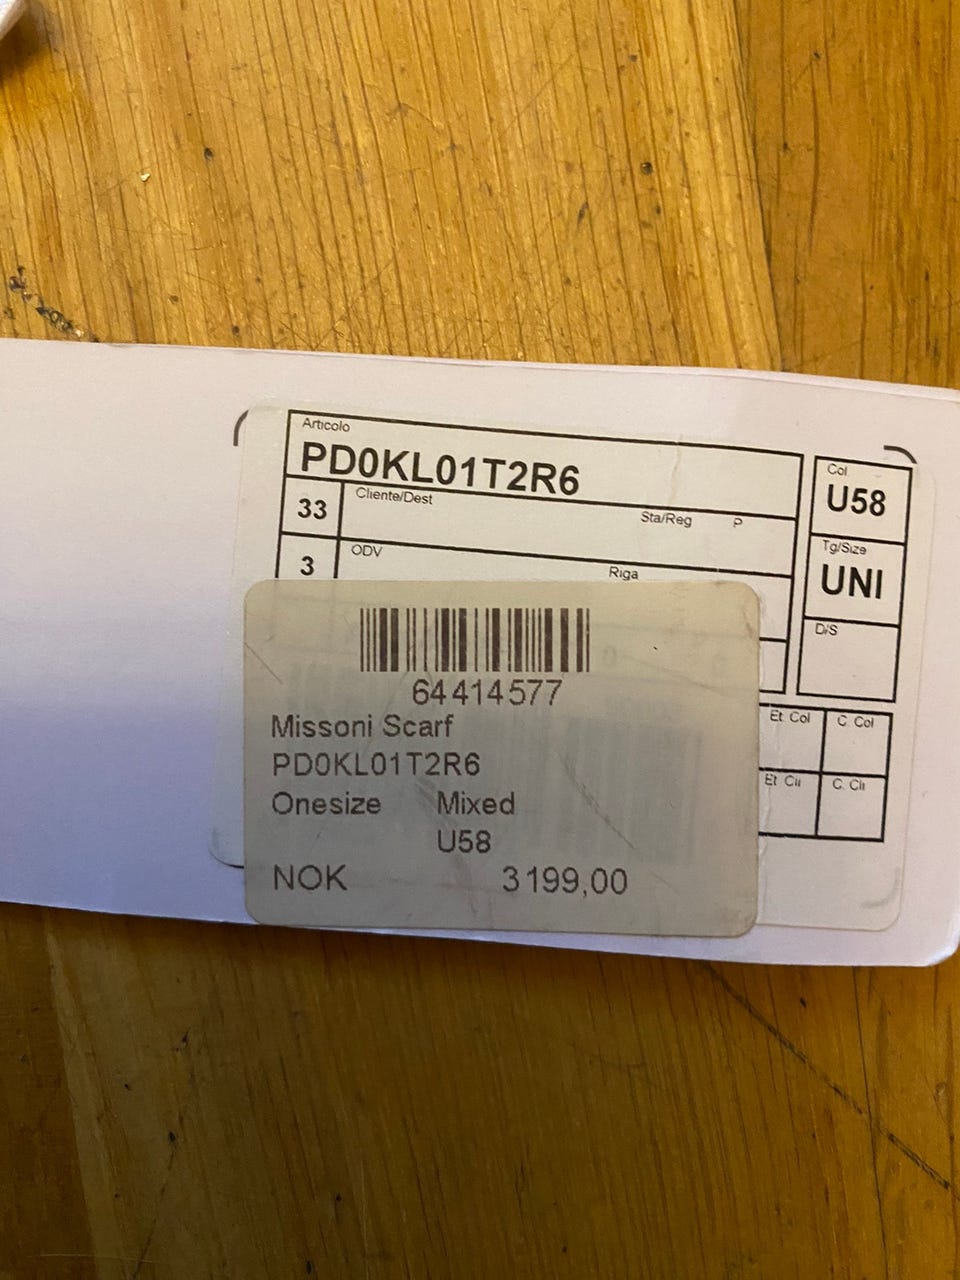 Articolo
PD0KL01T2R6
Col
U58
33
Cliente/Dest
Sta/Reg
P
Tg/Size
UNI
3
ODV
Riga
D/S
64414577
Missoni Scarf
PD0KL01T2R6
Onesize Mixed
U58
NOK 3199,00
Et. Col
C. Col
Et. Cli
C. Cli